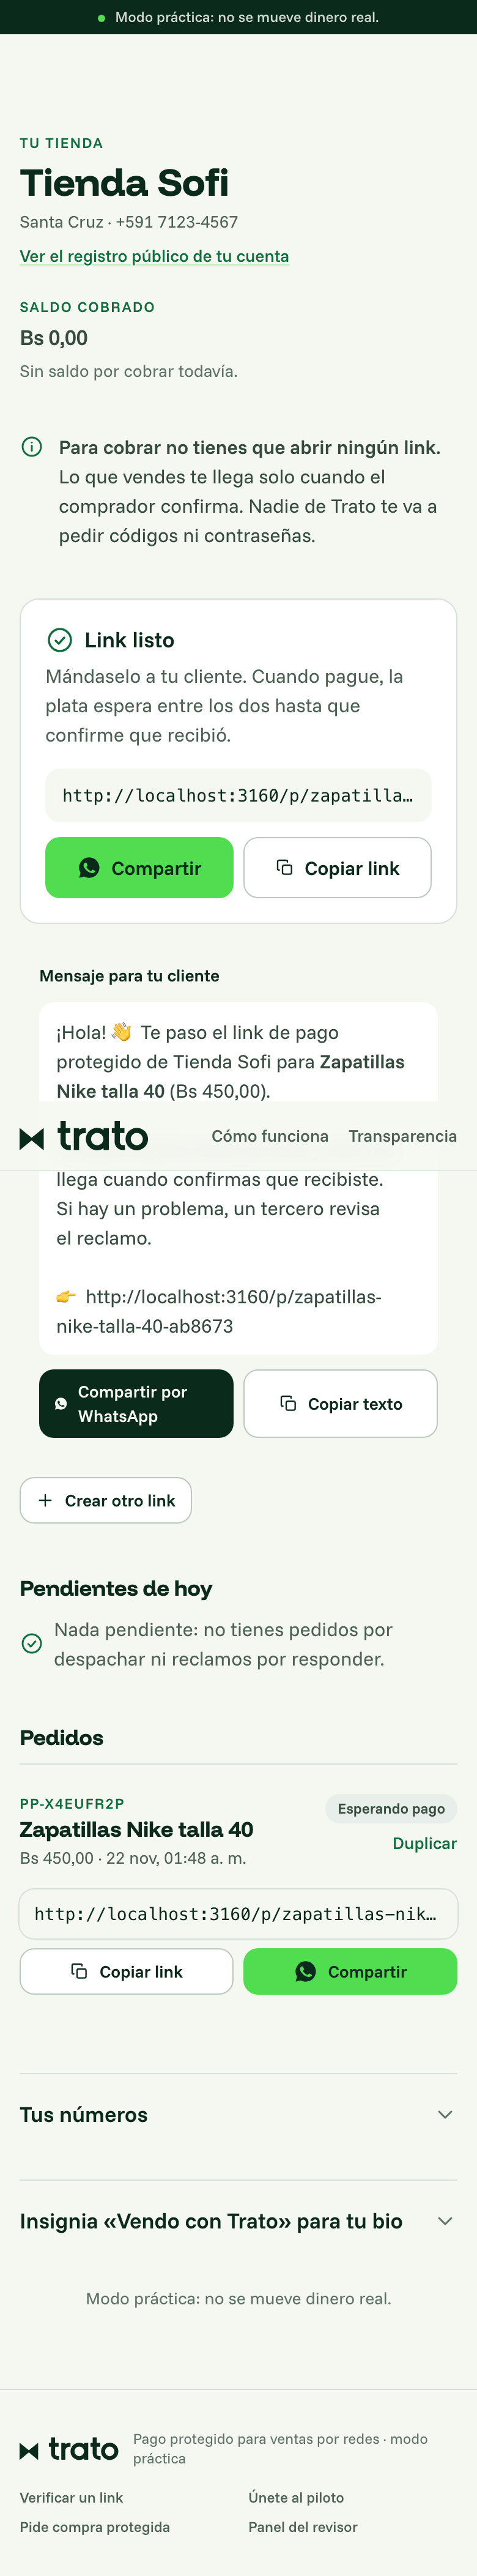 Modo práctica: no se mueve dinero real.
TU TIENDA
Tienda Sofi
Santa Cruz · +591 7123-4567
Ver el registro público de tu cuenta
SALDO COBRADO
Bs 0,00
Sin saldo por cobrar todavía.
Para cobrar no tienes que abrir ningún link.
Lo que vendes te llega solo cuando el
comprador confirma. Nadie de Trato te va a
pedir códigos ni contraseñas.
Link listo
Mándaselo a tu cliente. Cuando pague, la
plata espera entre los dos hasta que
confirme que recibió.
http://localhost:3160/p/zapatilla…
Compartir
Copiar link
Mensaje para tu cliente
¡Hola! 👋 Te paso el link de pago
protegido de Tienda Sofi para Zapatillas
Nike talla 40 (Bs 450,00).
trato
Cómo funciona
Transparencia
llega cuando confirmas que recibiste.
Si hay un problema, un tercero revisa
el reclamo.
👉 http://localhost:3160/p/zapatillas-
nike-talla-40-ab8673
Compartir por
WhatsApp
Copiar texto
Crear otro link
Pendientes de hoy
Nada pendiente: no tienes pedidos por
despachar ni reclamos por responder.
Pedidos
PP-X4EUFR2P
Esperando pago
Zapatillas Nike talla 40
Duplicar
Bs 450,00 · 22 nov, 01:48 a. m.
http://localhost:3160/p/zapatillas-nik…
Copiar link
Compartir
Tus números
Insignia «Vendo con Trato» para tu bio
Modo práctica: no se mueve dinero real.
trato
Pago protegido para ventas por redes · modo
práctica
Verificar un link
Únete al piloto
Pide compra protegida
Panel del revisor